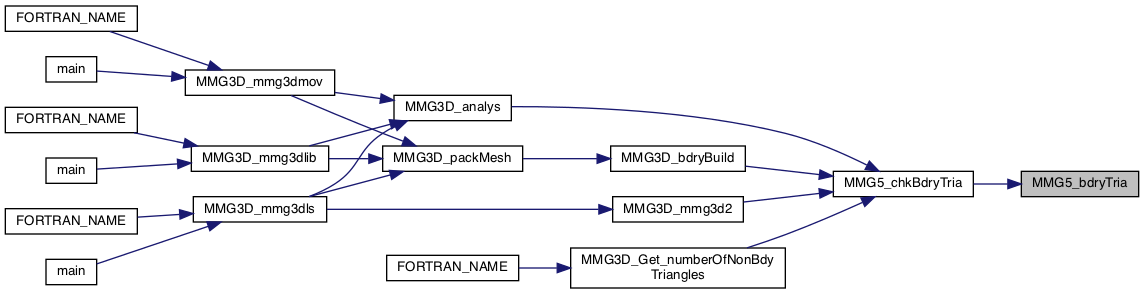 FORTRAN_NAME
main
MMG3D_mmg3dmov
MMG3D_analys
FORTRAN_NAME
MMG3D_mmg3dlib
MMG3D_packMesh
MMG3D_bdryBuild
main
MMG5_chkBdryTria
MMG5_bdryTria
FORTRAN_NAME
MMG3D_mmg3dls
MMG3D_mmg3d2
main
FORTRAN_NAME
MMG3D_Get_numberOfNonBdy
Triangles